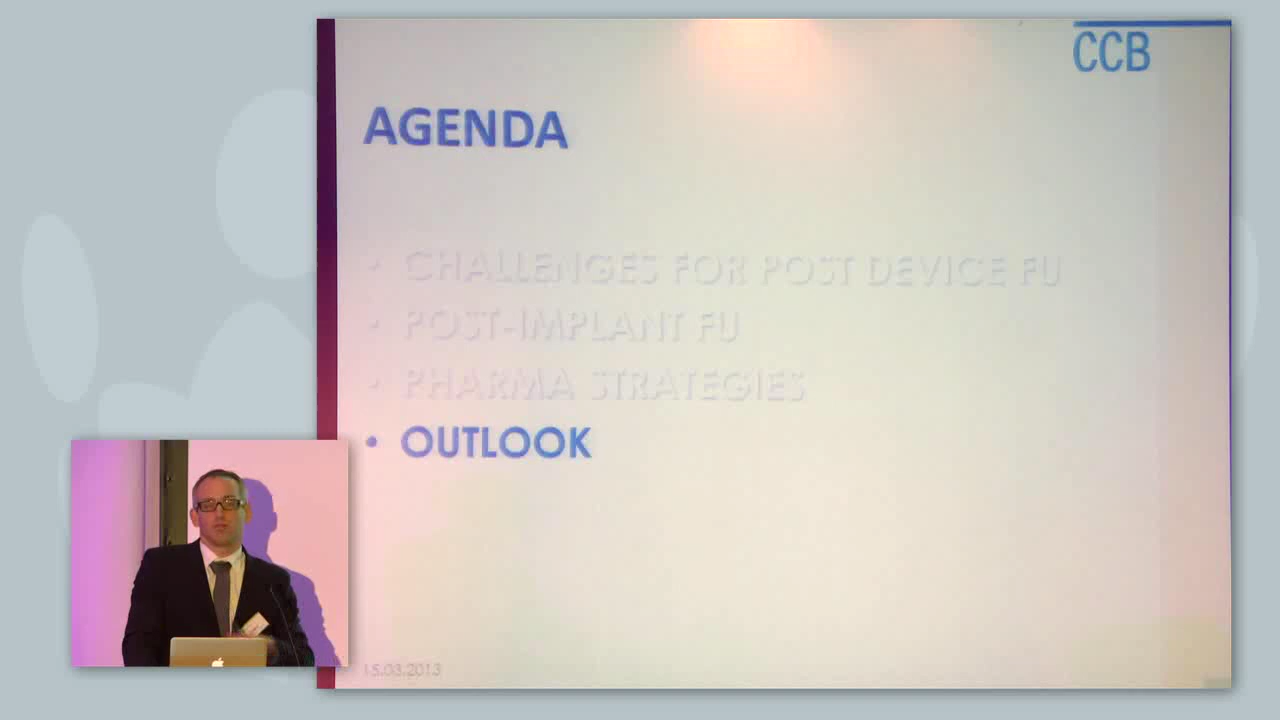 CCB
AGENDA
• CHALLENGES FOR POST DEVICE FU
• POST-IMPLANT FU
• PHARMA STRATEGIES
• OUTLOOK
15.03.2013